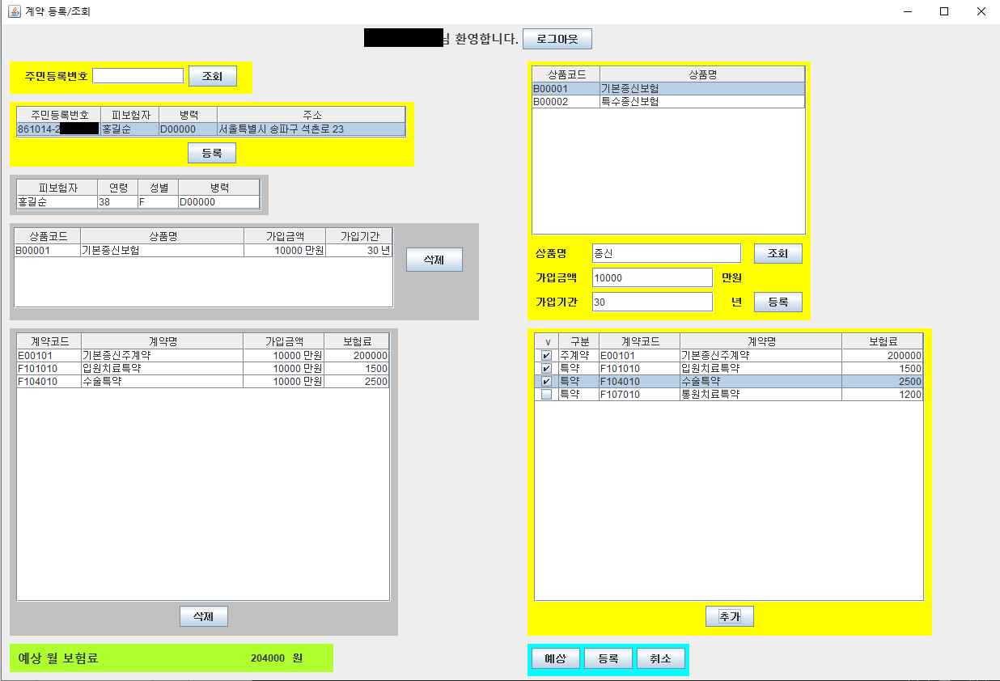 계약 등록/조회
님 환영합니다. 로그아웃
주민등록번호 조회
주민등록번호 피보험자 병력 주소
861014-2 홍길순 D00000 서울특별시 송파구 석촌로 23
등록
피보험자 연령 성별 병력
홍길순 38 F D00000
상품코드 상품명 가입금액 가입기간
B00001 기본종신보험 10000 만원 30 년
삭제
계약코드 계약명 가입금액 보험료
E00101 기본종신주계약 10000 만원 200000
F101010 입원치료특약 10000 만원 1500
F104010 수술특약 10000 만원 2500
삭제
예상 월 보험료 204000 원
상품코드 상품명
B00001 기본종신보험
B00002 특수종신보험
상품명 종신 조회
가입금액 10000 만원
가입기간 30 년 등록
v 구분 계약코드 계약명 보험료
주계약 E00101 기본종신주계약 200000
특약 F101010 입원치료특약 1500
특약 F104010 수술특약 2500
특약 F107010 통원치료특약 1200
추가
예상 등록 취소